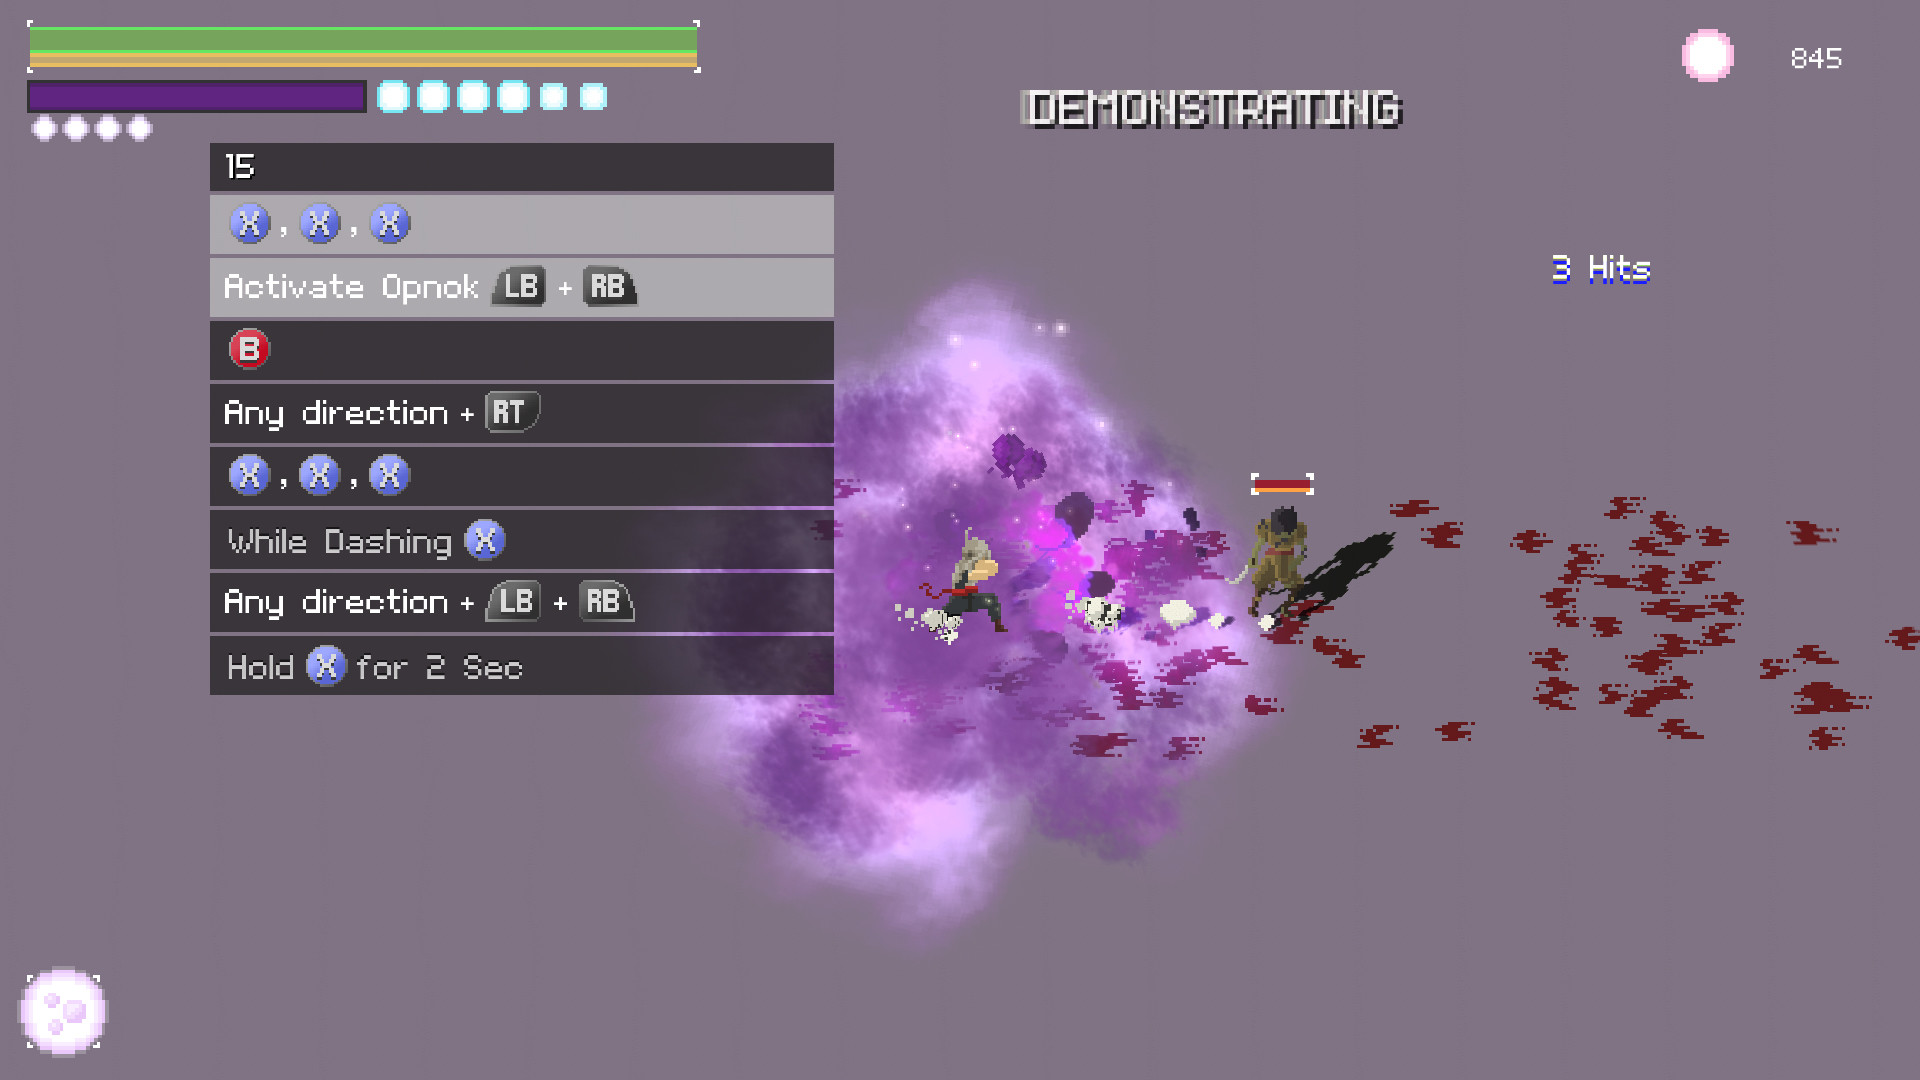 845
DEMONSTRATING
15
X , X , X
3 Hits
Activate Opnok LB + RB
B
Any direction + RT
X , X , X
While Dashing X
Any direction + LB + RB
Hold X for 2 Sec